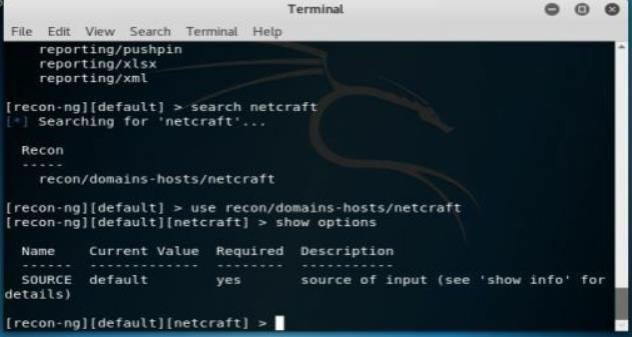 Terminal
File Edit View Search Terminal Help
reporting/pushpin
reporting/xlsx
reporting/xml
[recon-ng][default] > search netcraft
[*] Searching for 'netcraft'...
Recon
-----
recon/domains-hosts/netcraft
[recon-ng][default] > use recon/domains-hosts/netcraft
[recon-ng][default][netcraft] > show options
Name Current Value Required Description
------ ------------- -------- -----------
SOURCE default yes source of input (see 'show info' for
details)
[recon-ng][default][netcraft] >